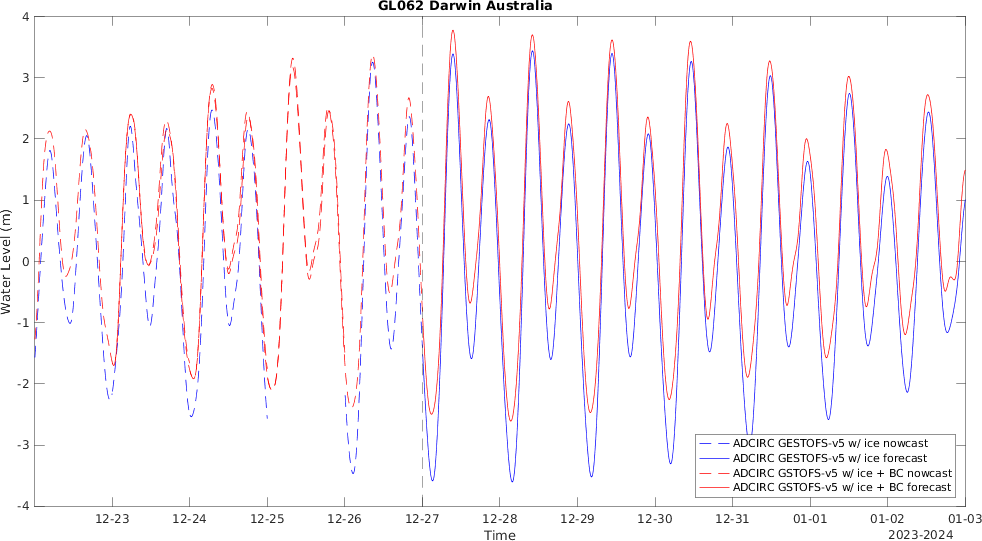 GL062 Darwin Australia
4
3
2
1
0
-1
-2
-3
-4
Water Level (m)
ADCIRC GESTOFS-v5 w/ ice nowcast
ADCIRC GESTOFS-v5 w/ ice forecast
ADCIRC GSTOFS-v5 w/ ice + BC nowcast
ADCIRC GSTOFS-v5 w/ ice + BC forecast
12-23 12-24 12-25 12-26 12-27 12-28 12-29 12-30 12-31 01-01 01-02 01-03
Time
2023-2024